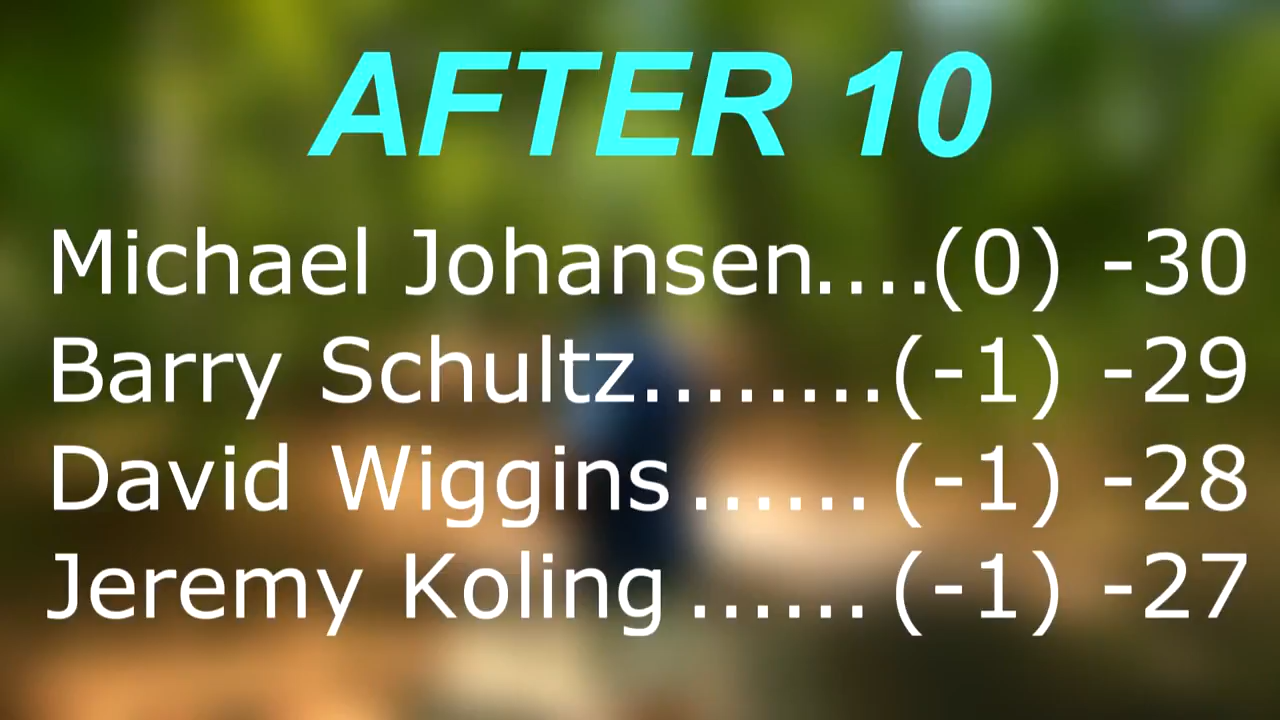 AFTER 10
Michael Johansen....(0) -30
Barry Schultz........(-1) -29
David Wiggins ...... (-1) -28
Jeremy Koling ...... (-1) -27